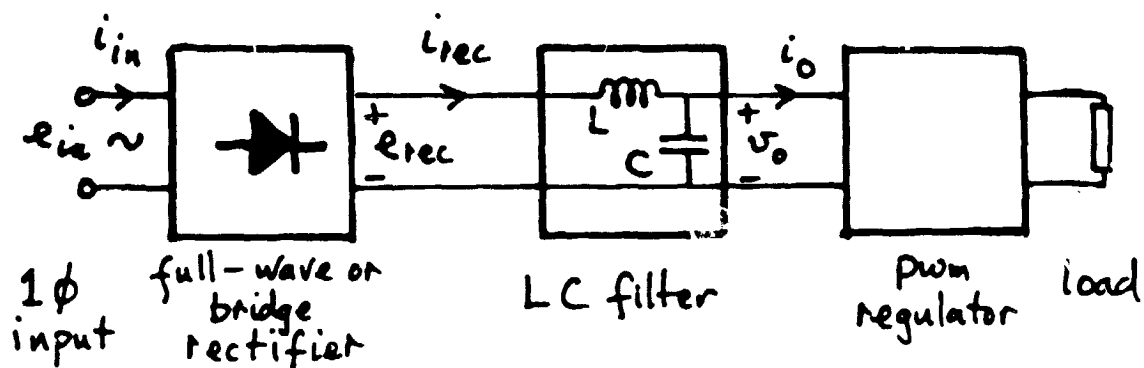 i_in
i_rec
i_o
e_in ~
+
e_rec
-
L
C
+
v_o
-
1ϕ
input
full-wave or
bridge
rectifier
LC filter
pwm
regulator
load